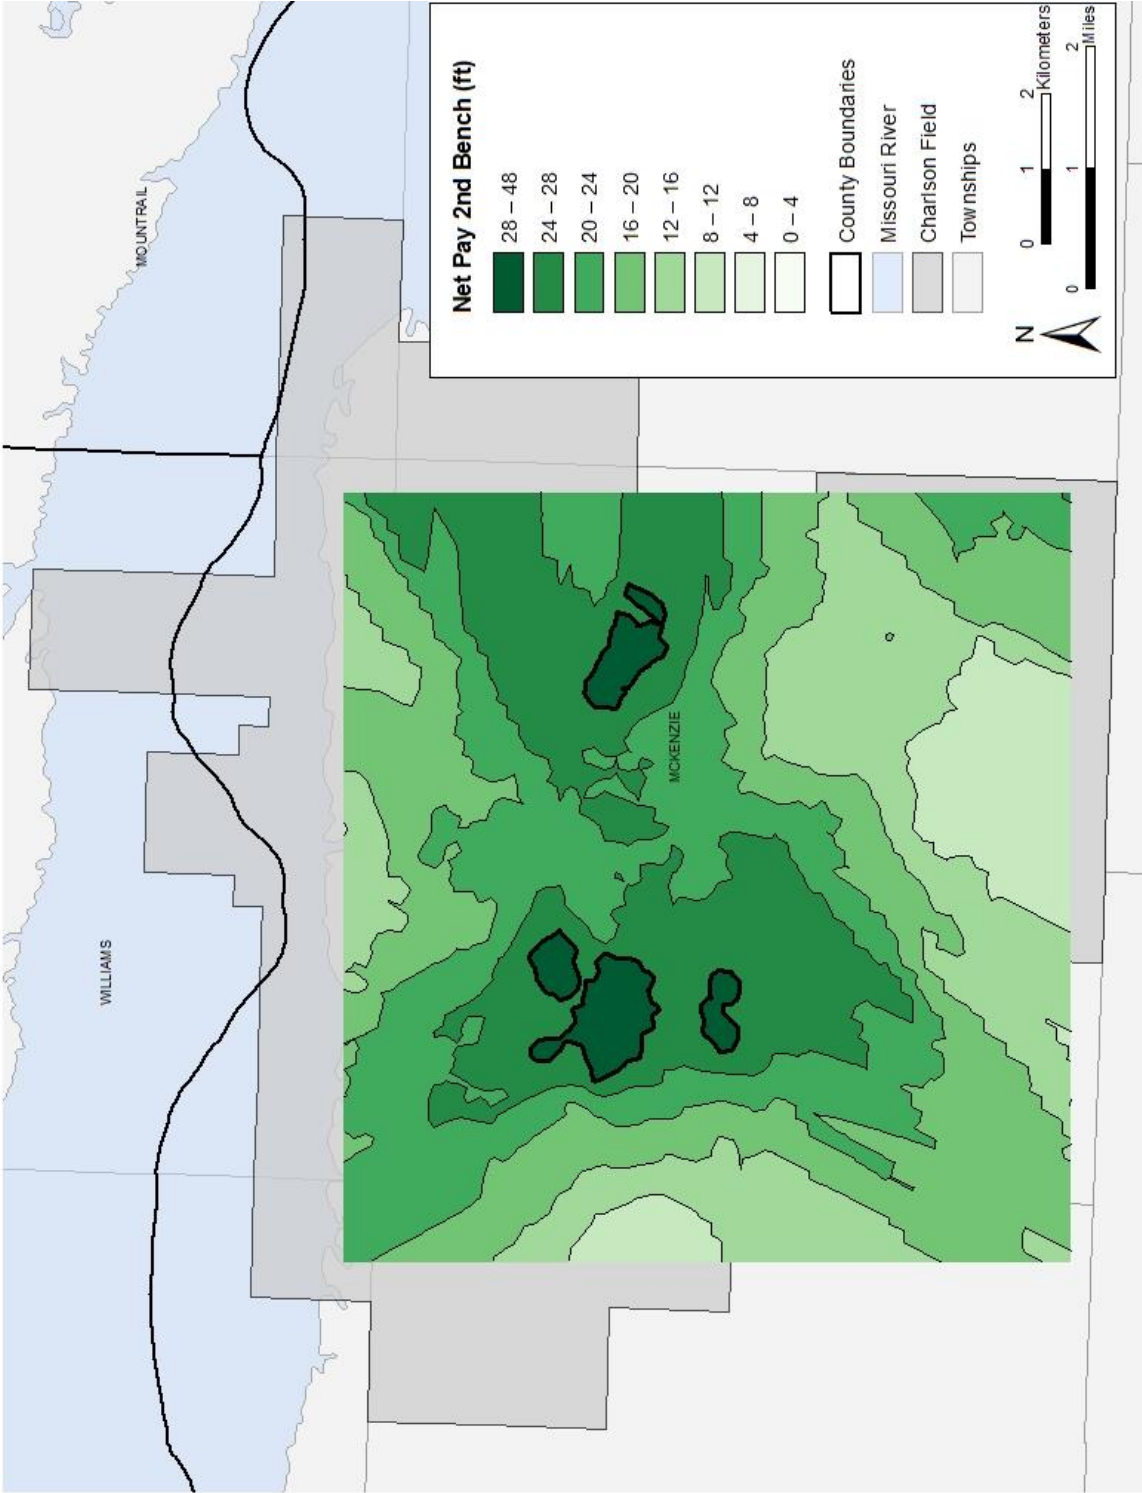 MOUNTRAIL
WILLIAMS
MCKENZIE
Net Pay 2nd Bench (ft)
28 – 48
24 – 28
20 – 24
16 – 20
12 – 16
8 – 12
4 – 8
0 – 4
County Boundaries
Missouri River
Charlson Field
Townships
N
0 1 2 Kilometers
0 1 2 Miles